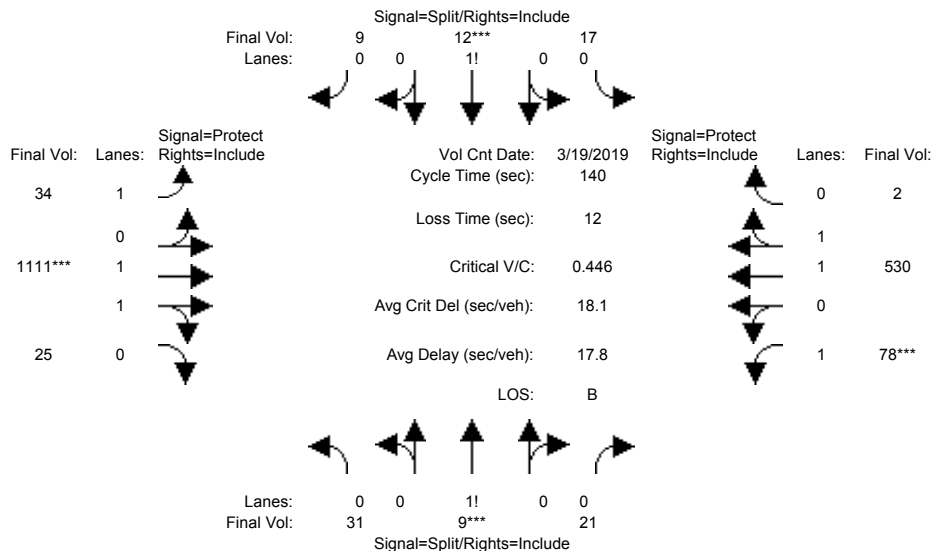 Signal=Split/Rights=Include
Final Vol: 9 12*** 17
Lanes: 0 0 1! 0 0
Signal=Protect Signal=Protect
Final Vol: Lanes: Rights=Include Vol Cnt Date: 3/19/2019 Rights=Include Lanes: Final Vol:
Cycle Time (sec): 140
34 1 0 2
Loss Time (sec): 12
0 1
1111*** 1 Critical V/C: 0.446 1 530
1 Avg Crit Del (sec/veh): 18.1 0
25 0 Avg Delay (sec/veh): 17.8 1 78***
LOS: B
Lanes: 0 0 1! 0 0
Final Vol: 31 9*** 21
Signal=Split/Rights=Include